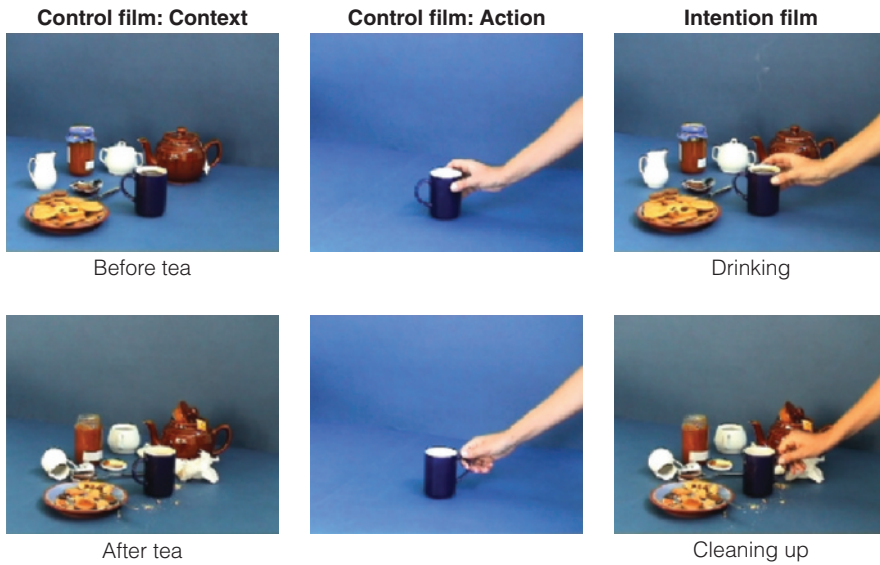 Control film: Context
Control film: Action
Intention film
Before tea
Drinking
After tea
Cleaning up